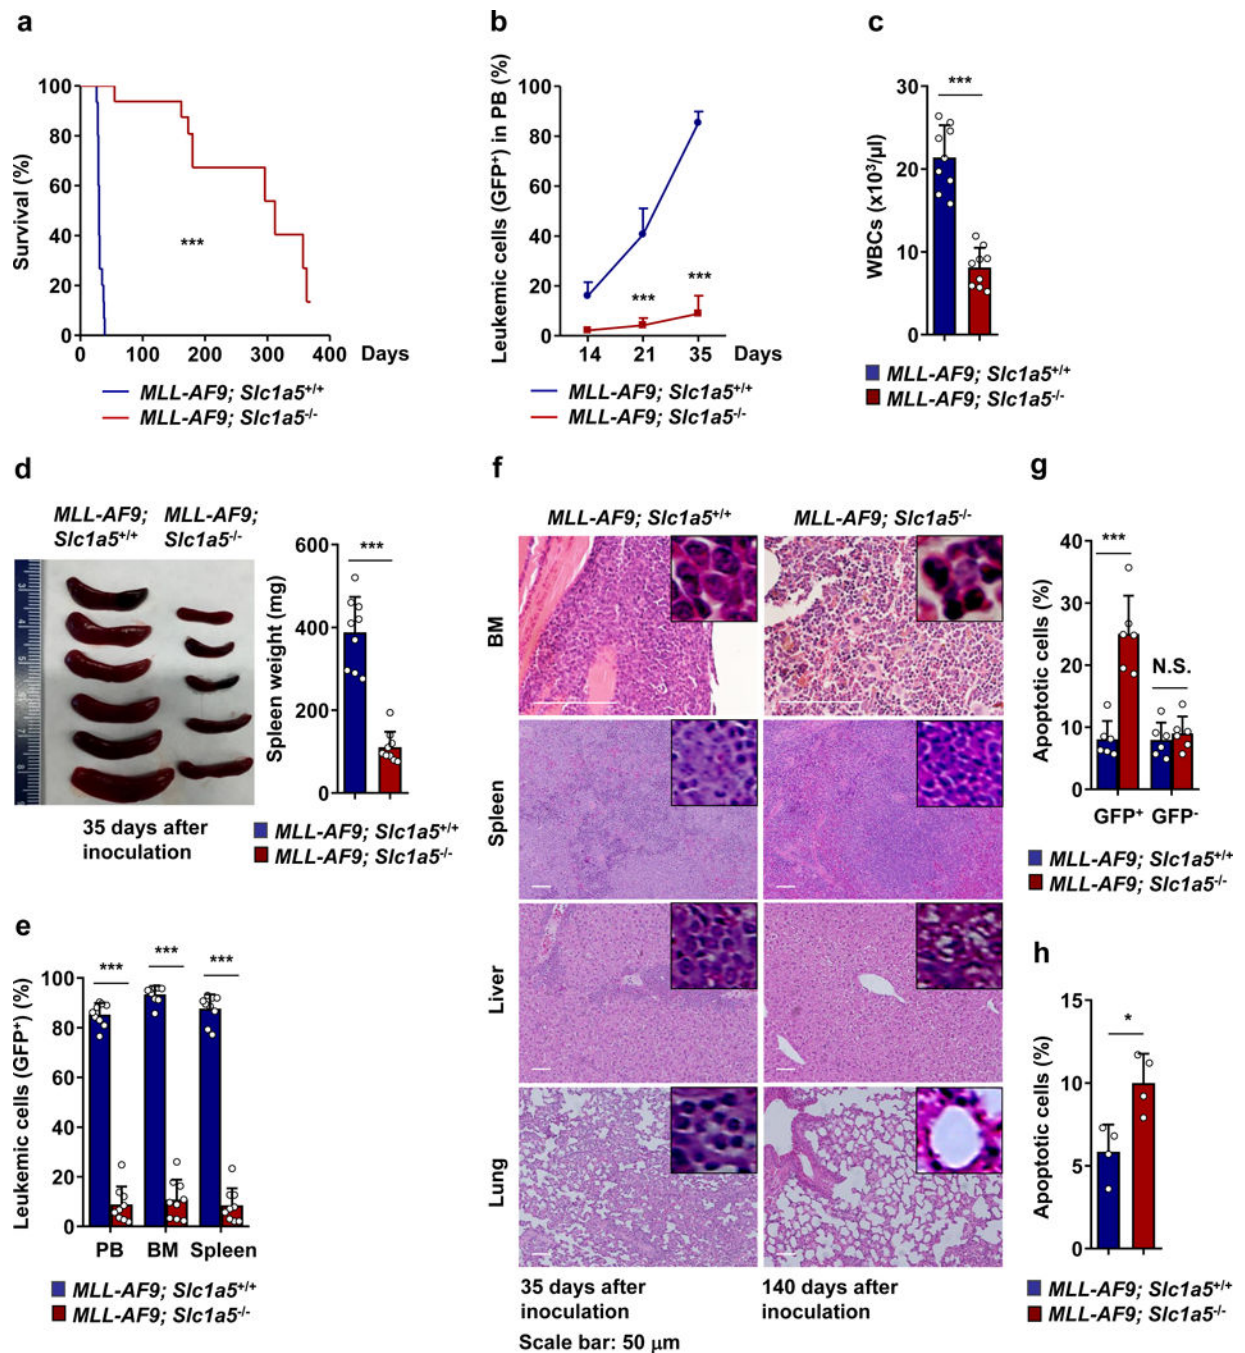 a
Survival (%)
100
80
60
40
20
0
0 100 200 300 400 Days
***
MLL-AF9; Slc1a5+/+
MLL-AF9; Slc1a5-/-
b
Leukemic cells (GFP+) in PB (%)
100
80
60
40
20
0
*** ***
14 21 35 Days
MLL-AF9; Slc1a5+/+
MLL-AF9; Slc1a5-/-
c
WBCs (x10³/µl)
30
20
10
0
***
MLL-AF9; Slc1a5+/+
MLL-AF9; Slc1a5-/-
d
MLL-AF9; Slc1a5+/+
MLL-AF9; Slc1a5-/-
35 days after
inoculation
Spleen weight (mg)
600
400
200
0
***
MLL-AF9; Slc1a5+/+
MLL-AF9; Slc1a5-/-
e
Leukemic cells (GFP+) (%)
100
80
60
40
20
0
*** *** ***
PB BM Spleen
MLL-AF9; Slc1a5+/+
MLL-AF9; Slc1a5-/-
f
MLL-AF9; Slc1a5+/+ MLL-AF9; Slc1a5-/-
BM
Spleen
Liver
Lung
35 days after
inoculation
140 days after
inoculation
Scale bar: 50 µm
g
Apoptotic cells (%)
40
30
20
10
0
***
N.S.
GFP+ GFP-
MLL-AF9; Slc1a5+/+
MLL-AF9; Slc1a5-/-
h
Apoptotic cells (%)
15
10
5
0
*
MLL-AF9; Slc1a5+/+
MLL-AF9; Slc1a5-/-